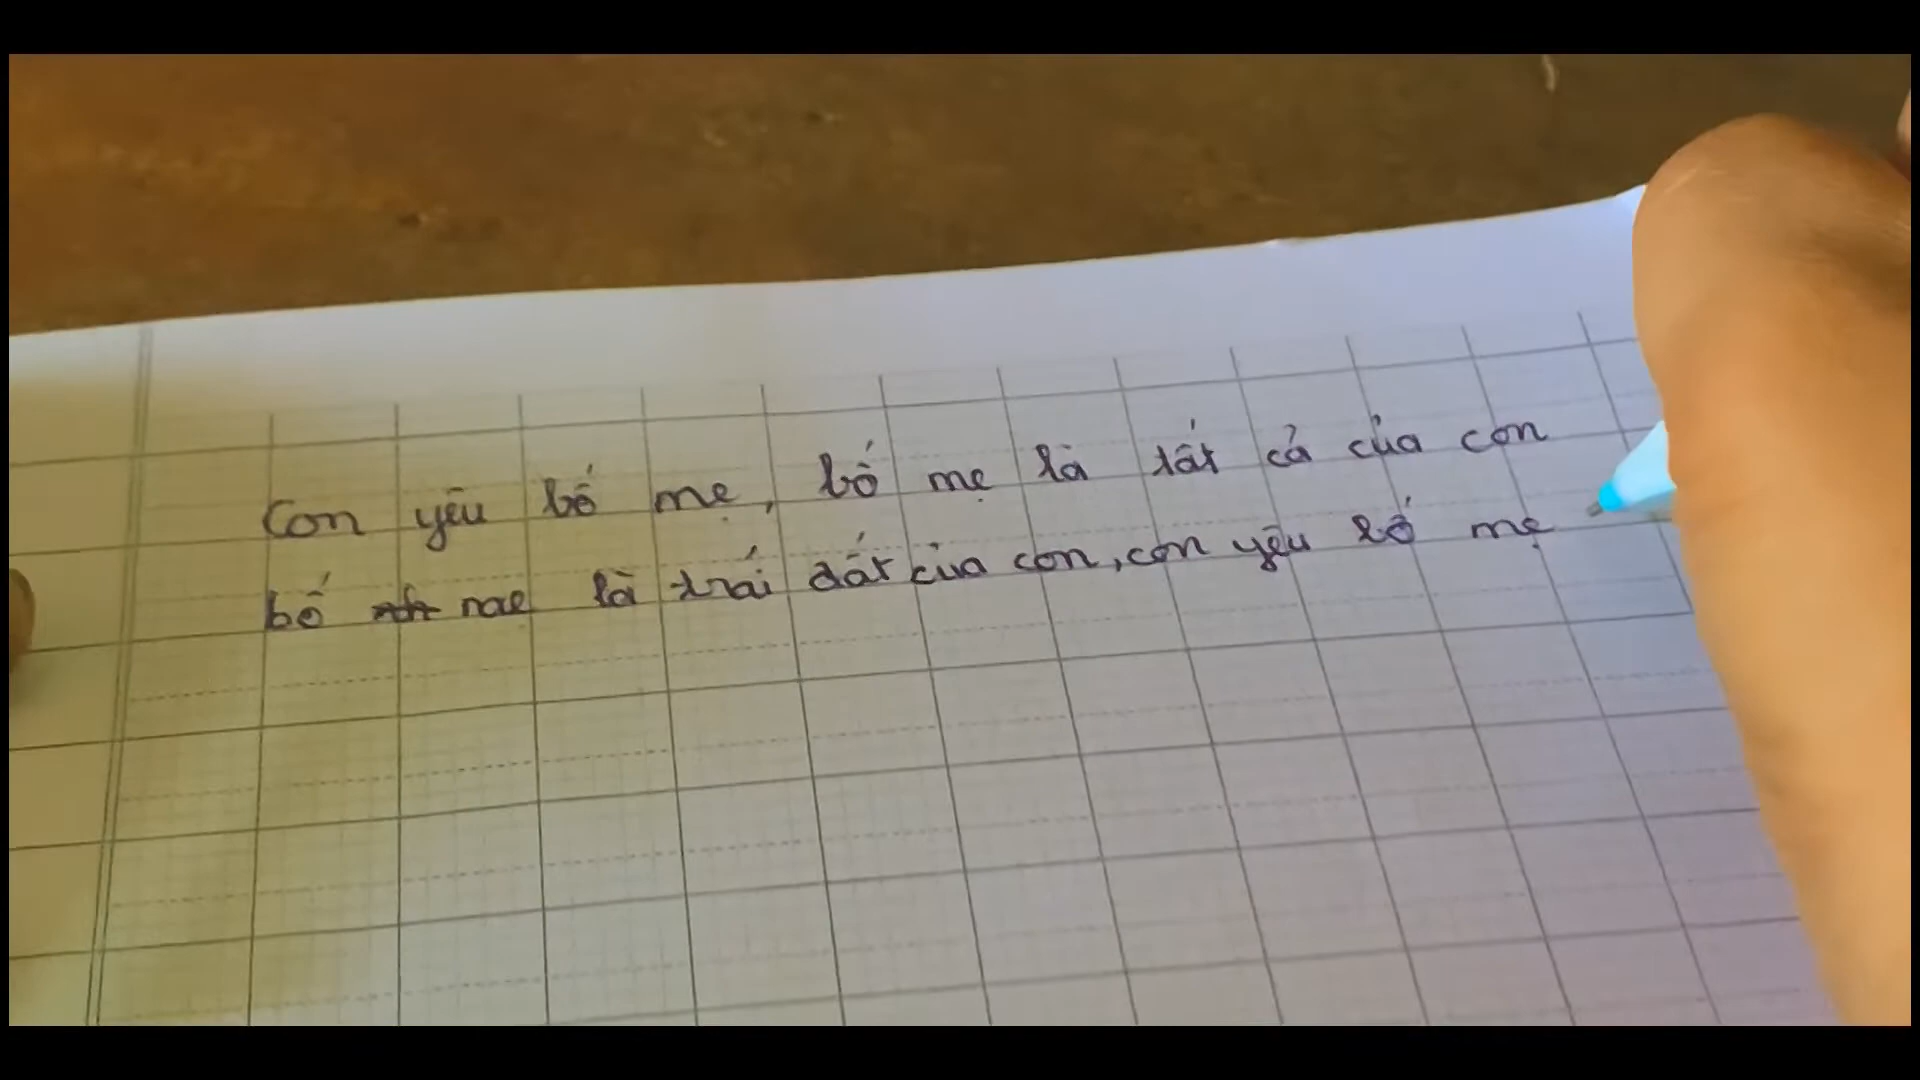 Con yêu bố mẹ, bố mẹ là tất cả của con
bố mẹ là trái đất của con, con yêu bố mẹ